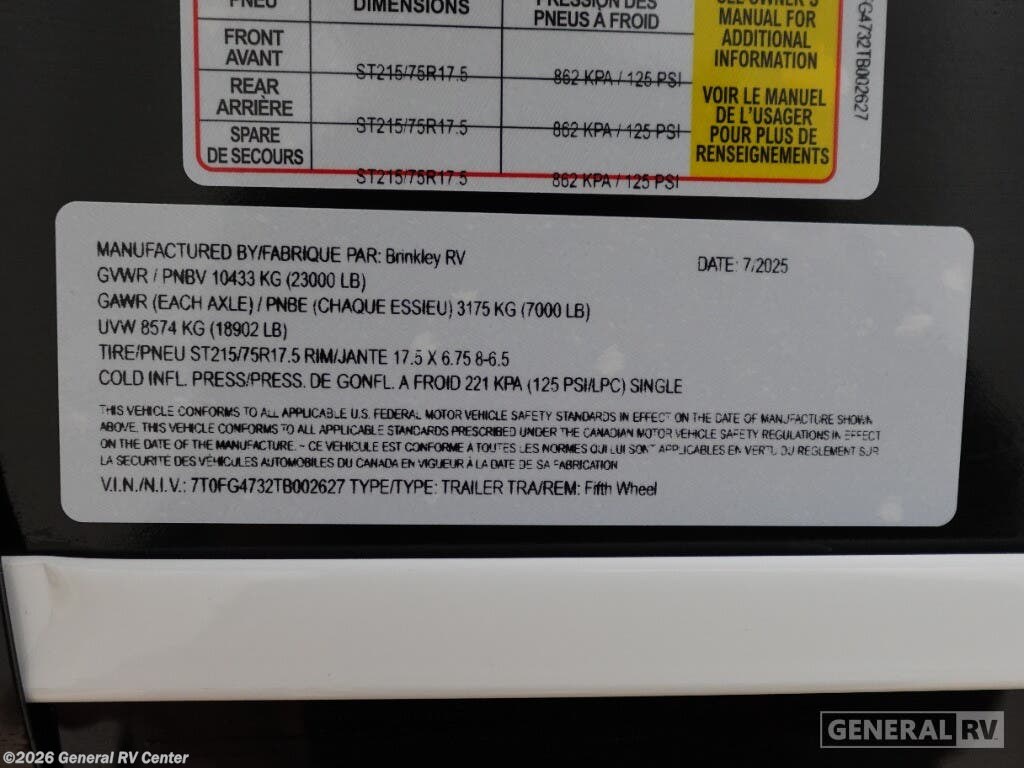 PNEU DIMENSIONS PRESSION DES PNEUS À FROID
SEE OWNER'S
MANUAL FOR
ADDITIONAL
INFORMATION
VOIR LE MANUEL
DE L'USAGER
POUR PLUS DE
RENSEIGNEMENTS
FRONT
AVANT
ST215/75R17.5 862 KPA / 125 PSI
REAR
ARRIÈRE
ST215/75R17.5 862 KPA / 125 PSI
SPARE
DE SECOURS
ST215/75R17.5 862 KPA / 125 PSI
FG4732TB002627
MANUFACTURED BY/FABRIQUE PAR: Brinkley RV
DATE: 7/2025
GVWR / PNBV 10433 KG (23000 LB)
GAWR (EACH AXLE) / PNBE (CHAQUE ESSIEU) 3175 KG (7000 LB)
UVW 8574 KG (18902 LB)
TIRE/PNEU ST215/75R17.5 RIM/JANTE 17.5 X 6.75 8-6.5
COLD INFL. PRESS/PRESS. DE GONFL. A FROID 221 KPA (125 PSI/LPC) SINGLE
THIS VEHICLE CONFORMS TO ALL APPLICABLE U.S. FEDERAL MOTOR VEHICLE SAFETY STANDARDS IN EFFECT ON THE DATE OF MANUFACTURE SHOWN
ABOVE. THIS VEHICLE CONFORMS TO ALL APPLICABLE STANDARDS PRESCRIBED UNDER THE CANADIAN MOTOR VEHICLE SAFETY REGULATIONS IN EFFECT
ON THE DATE OF THE MANUFACTURE. - CE VEHICULE EST CONFORME A TOUTES LES NORMES QUI LUI SONT APPLICABLES EN VERTU DU REGLEMENT SUR
LA SECURITE DES VÉHICULES AUTOMOBILES DU CANADA EN VIGUEUR À LA DATE DE SA FABRICATION
V.I.N./N.I.V.: 7T0FG4732TB002627 TYPE/TYPE: TRAILER TRA/REM: Fifth Wheel
GENERAL RV
©2026 General RV Center